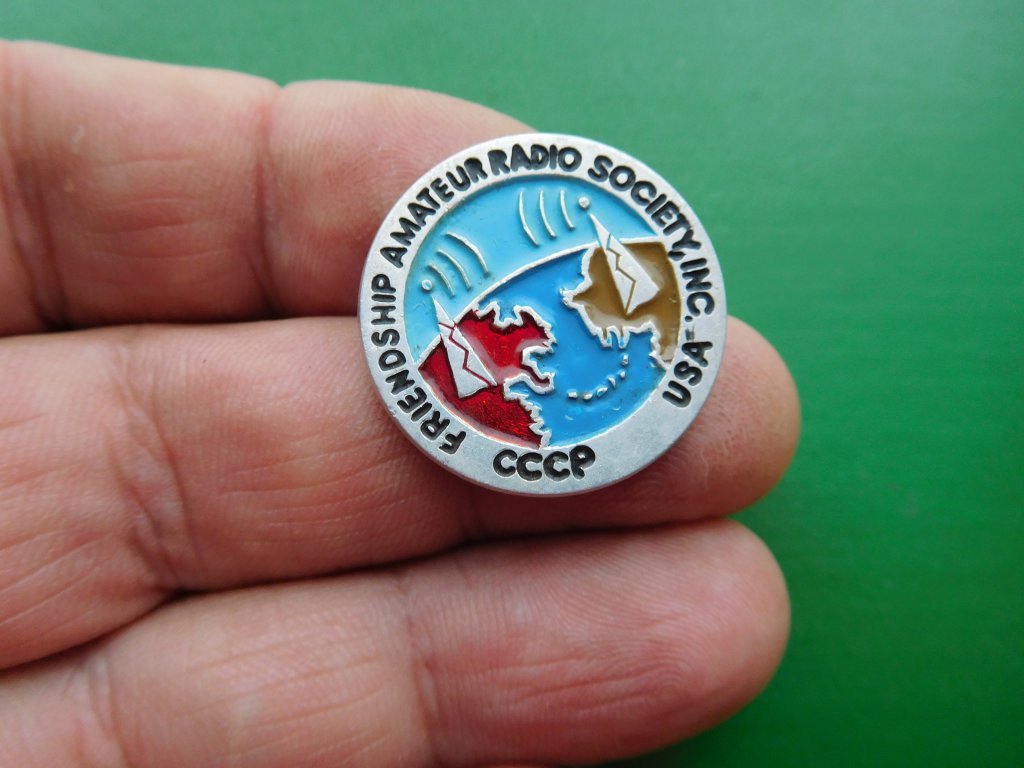 FRIENDSHIP AMATEUR RADIO SOCIETY, INC.
USA-
CCCP